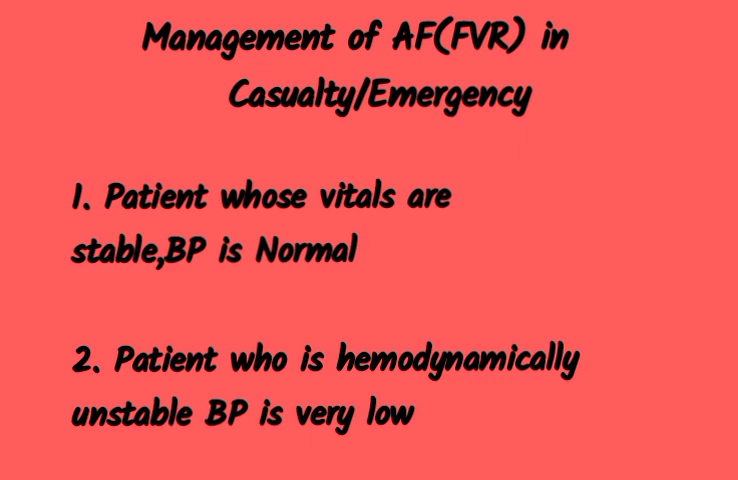 Management of AF(FVR) in
Casualty/Emergency
1. Patient whose vitals are
stable,BP is Normal
2. Patient who is hemodynamically
unstable BP is very low